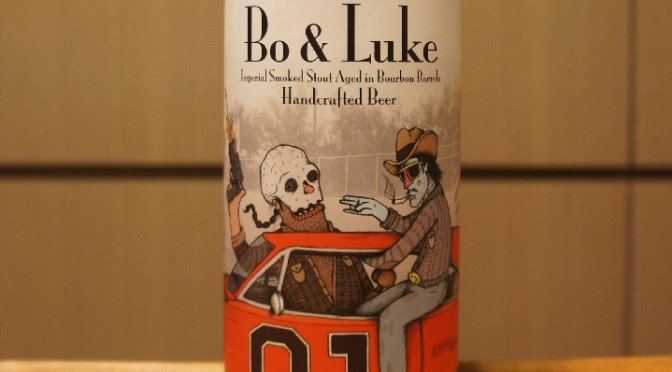 Bo & Luke
Imperial Smoked Stout Aged in Bourbon Barrels
Handcrafted Beer
01